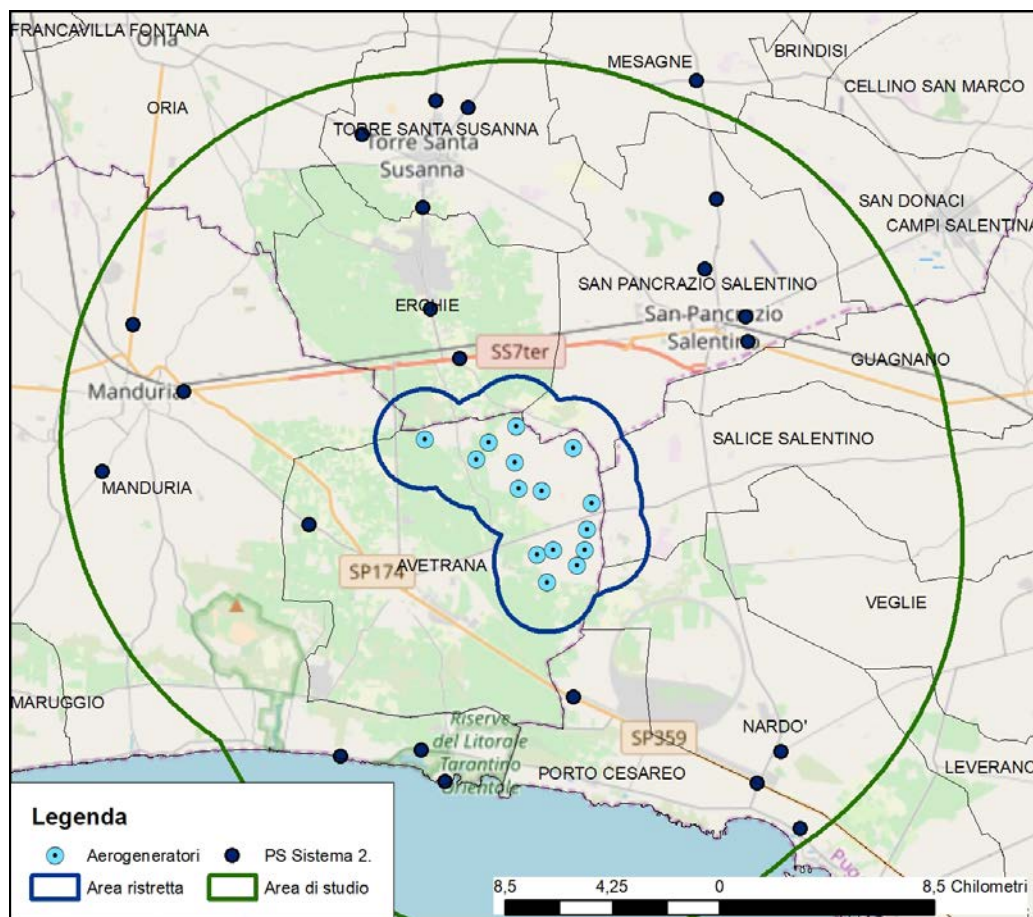 FRANCAVILLA FONTANA
Oria
MESAGNE
BRINDISI
CELLINO SAN MARCO
ORIA
TORRE SANTA SUSANNA
Torre Santa
Susanna
SAN DONACI
CAMPI SALENTINA
SAN PANCRAZIO SALENTINO
ERCHIE
San Pancrazio
Salentino
SS7ter
GUAGNANO
Manduria
SALICE SALENTINO
MANDURIA
SP174
AVETRANA
VEGLIE
MARUGGIO
Riserve
del Litorale
Tarantino
Orientale
NARDO'
SP359
PORTO CESAREO
LEVERANO
Legenda
Aerogeneratori
PS Sistema 2.
Area ristretta
Area di studio
8,5 4,25 0 8,5 Chilometri